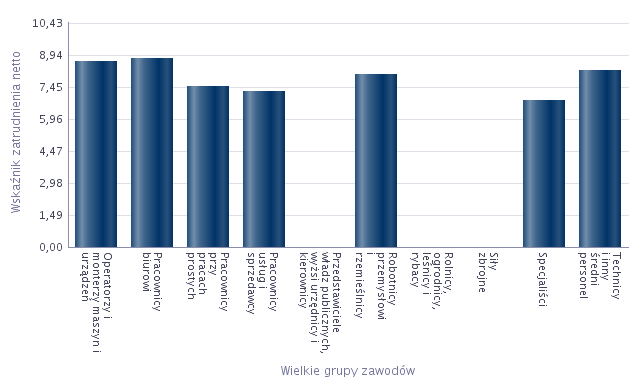 10,43
8,94
7,45
5,96
4,47
2,98
1,49
0,00
Wskaźnik zatrudnienia netto
Operatorzy i
monterzy maszyn i
urządzeń
Pracownicy
biurowi
Pracownicy
przy
pracach
prostych
Pracownicy
usług i
sprzedawcy
Przedstawiciele
władz publicznych,
wyżsi urzędnicy i
kierownicy
Robotnicy
przemysłowi
i
rzemieślnicy
Rolnicy,
ogrodnicy,
leśnicy i
rybacy
Siły
zbrojne
Specjaliści
Technicy
i inny
średni
personel
Wielkie grupy zawodów